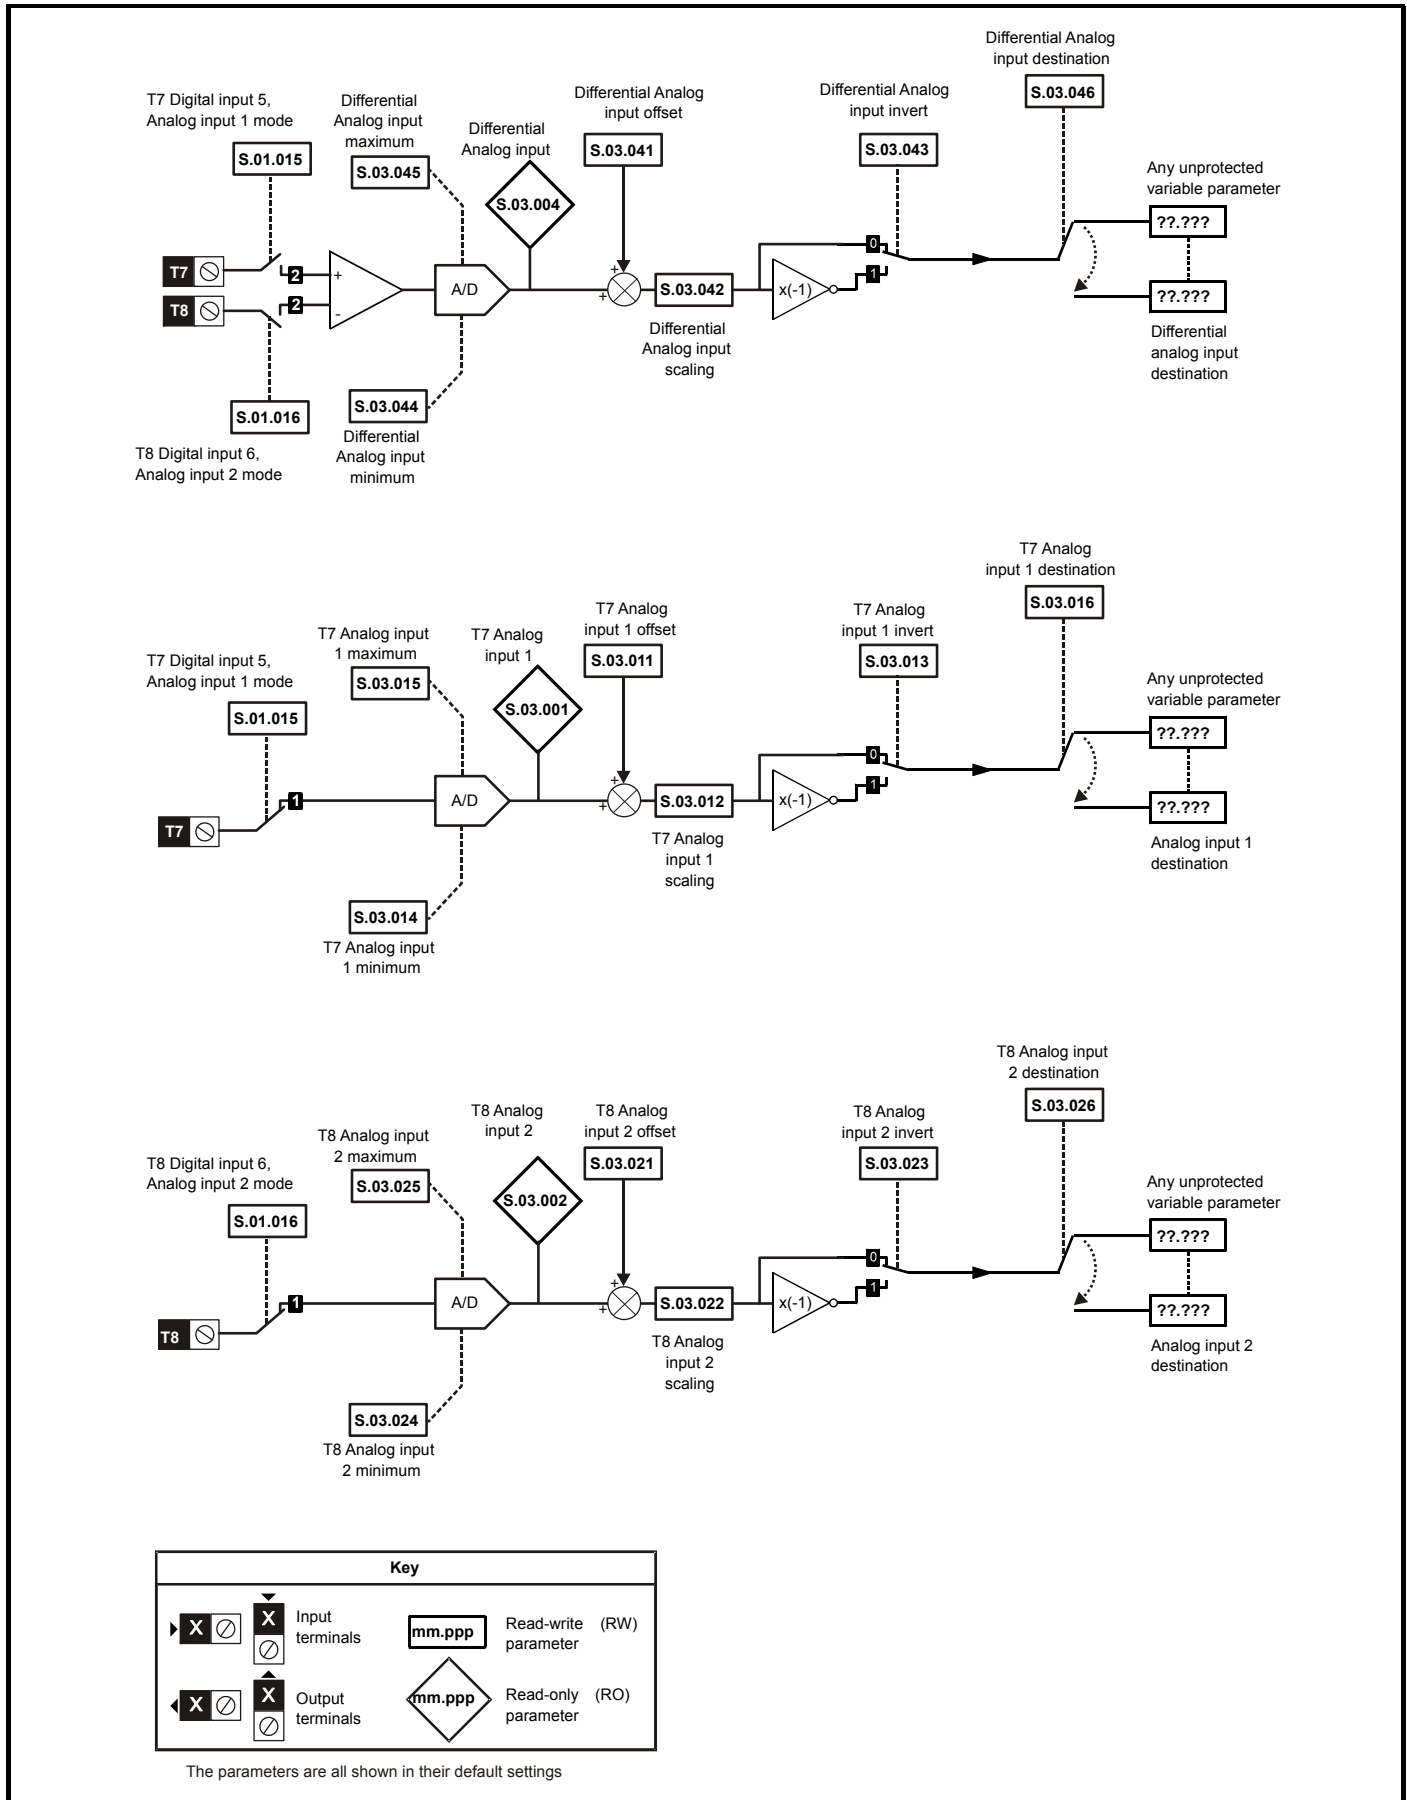 Differential Analog
input destination
S.03.046
T7 Digital input 5,
Analog input 1 mode
S.01.015
Differential
Analog input
maximum
S.03.045
Differential
Analog input
S.03.004
Differential Analog
input offset
S.03.041
Differential Analog
input invert
S.03.043
Any unprotected
variable parameter
??.???
T7
2
+
T8
2
-
A/D
+
+
S.03.042
x(-1)
0
1
??.???
Differential
Analog input
scaling
Differential
analog input
destination
S.01.016
T8 Digital input 6,
Analog input 2 mode
S.03.044
Differential
Analog input
minimum
T7 Analog
input 1 destination
S.03.016
T7 Digital input 5,
Analog input 1 mode
S.01.015
T7 Analog input
1 maximum
S.03.015
T7 Analog
input 1
S.03.001
T7 Analog
input 1 offset
S.03.011
T7 Analog
input 1 invert
S.03.013
Any unprotected
variable parameter
??.???
T7
1
A/D
+
+
S.03.012
x(-1)
0
1
??.???
T7 Analog
input 1
scaling
Analog input 1
destination
S.03.014
T7 Analog input
1 minimum
T8 Analog input
2 destination
S.03.026
T8 Digital input 6,
Analog input 2 mode
S.01.016
T8 Analog input
2 maximum
S.03.025
T8 Analog
input 2
S.03.002
T8 Analog
input 2 offset
S.03.021
T8 Analog
input 2 invert
S.03.023
Any unprotected
variable parameter
??.???
T8
1
A/D
+
+
S.03.022
x(-1)
0
1
??.???
T8 Analog
input 2
scaling
Analog input 2
destination
S.03.024
T8 Analog input
2 minimum
Key
X
X
Input
terminals
mm.ppp
Read-write (RW)
parameter
X
X
Output
terminals
mm.ppp
Read-only (RO)
parameter
The parameters are all shown in their default settings